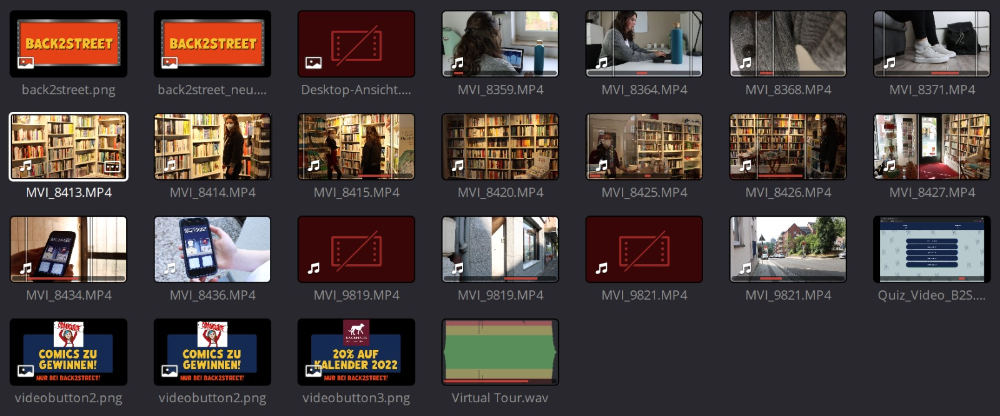 BACK2STREET
back2street.png
BACK2STREET
back2street_neu....
Desktop-Ansicht....
MVI_8359.MP4
MVI_8364.MP4
MVI_8368.MP4
MVI_8371.MP4
MVI_8413.MP4
MVI_8414.MP4
MVI_8415.MP4
MVI_8420.MP4
MVI_8425.MP4
MVI_8426.MP4
MVI_8427.MP4
MVI_8434.MP4
MVI_8436.MP4
MVI_9819.MP4
MVI_9819.MP4
MVI_9821.MP4
MVI_9821.MP4
Quiz_Video_B2S....
COMICS ZU
GEWINNEN!
NUR BEI BACK2STREET!
videobutton2.png
COMICS ZU
GEWINNEN!
NUR BEI BACK2STREET!
videobutton2.png
BACKHAUS
20% AUF
KALENDER 2022
NUR BEI BACK2STREET!
videobutton3.png
Virtual Tour.wav